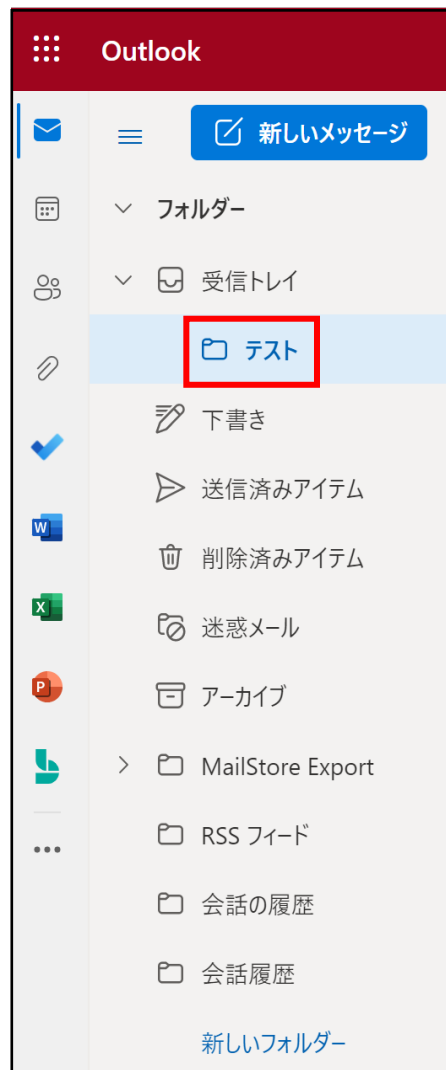 Outlook
新しいメッセージ
フォルダー
受信トレイ
テスト
下書き
送信済みアイテム
削除済みアイテム
迷惑メール
アーカイブ
MailStore Export
RSS フィード
会話の履歴
会話履歴
新しいフォルダー
W
X
P